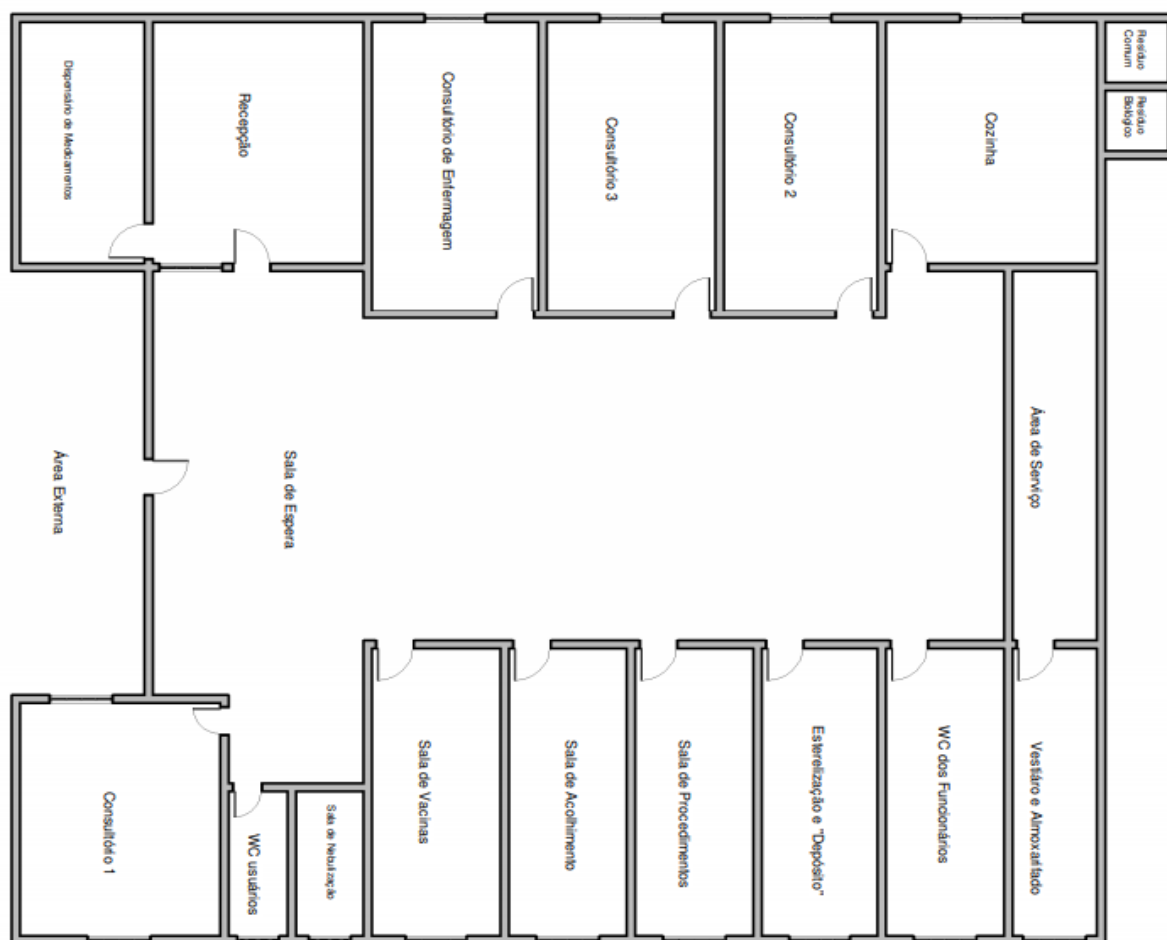 Dispensário de Medicamentos
Recepção
Consultório de Enfermagem
Consultório 3
Consultório 2
Cozinha
Resíduo
Comum
Resíduo
Biológico
Área Externa
Sala de Espera
Área de Serviço
Consultório 1
WC usuários
Sala de Nebulização
Sala de Vacinas
Sala de Acolhimento
Sala de Procedimentos
Esterelização e "Depósito"
WC dos Funcionários
Vestiáro e Almoxarifado